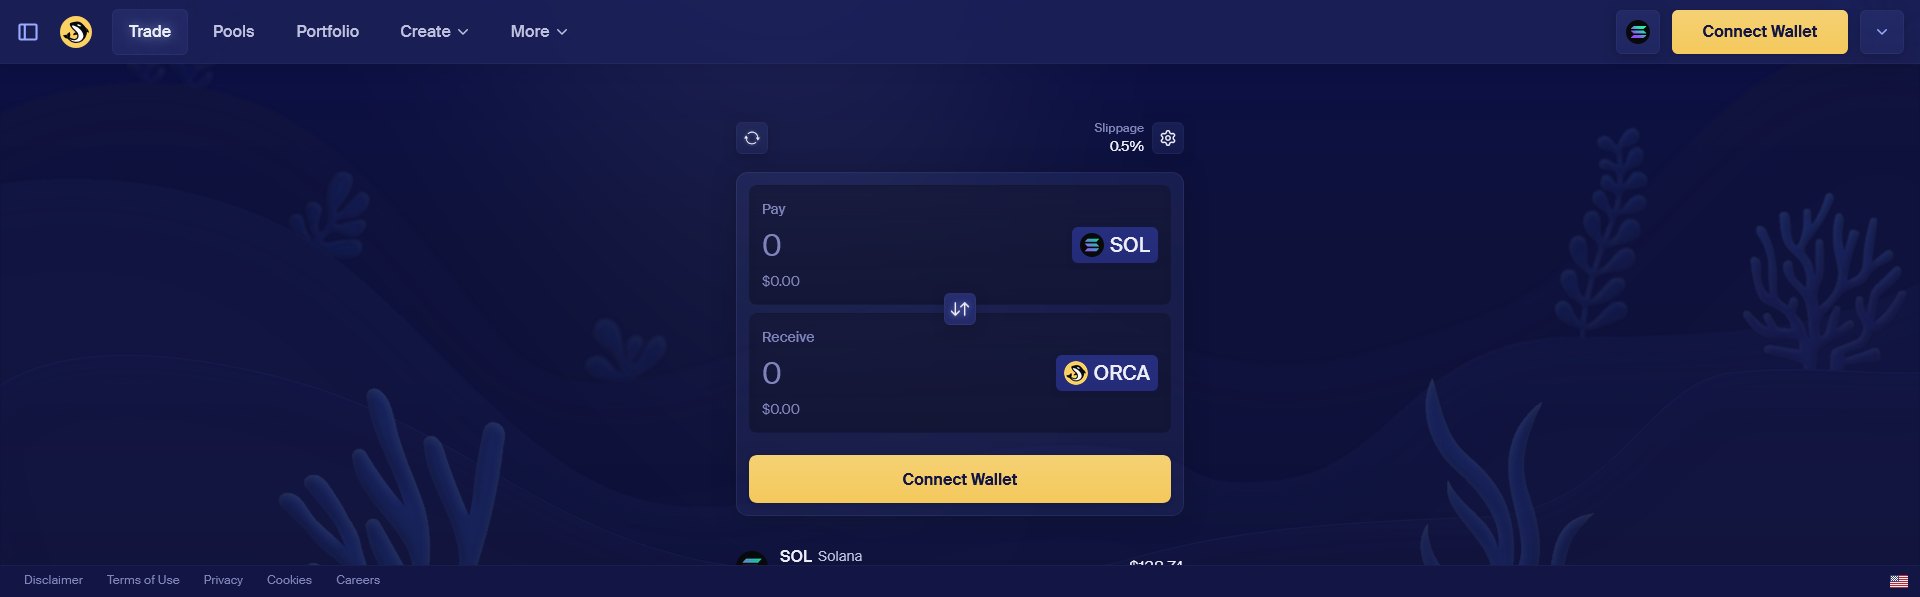 Trade
Pools
Portfolio
Create
More
Connect Wallet
Slippage
0.5%
Pay
0
SOL
$0.00
Receive
0
ORCA
$0.00
Connect Wallet
SOL Solana
Disclaimer
Terms of Use
Privacy
Cookies
Careers